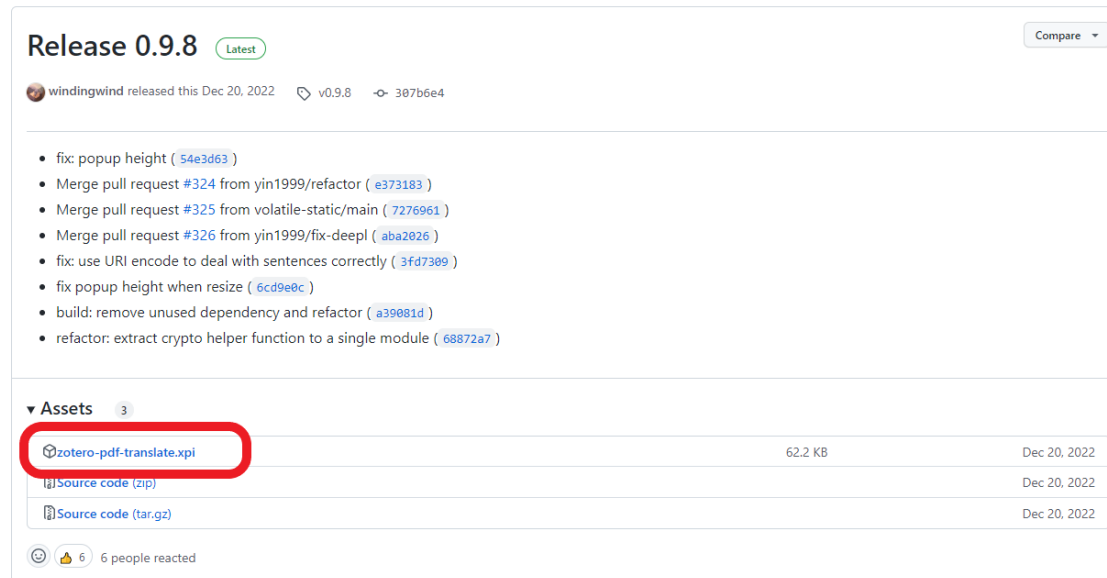 Release 0.9.8 Latest
Compare
windingwind released this Dec 20, 2022 v0.9.8 307b6e4
fix: popup height ( 54e3d63 )
Merge pull request #324 from yin1999/refactor ( e373183 )
Merge pull request #325 from volatile-static/main ( 7276961 )
Merge pull request #326 from yin1999/fix-deepl ( aba2026 )
fix: use URI encode to deal with sentences correctly ( 3fd7309 )
fix popup height when resize ( 6cd9e0c )
build: remove unused dependency and refactor ( a39081d )
refactor: extract crypto helper function to a single module ( 68872a7 )
Assets 3
zotero-pdf-translate.xpi 62.2 KB Dec 20, 2022
Source code (zip) Dec 20, 2022
Source code (tar.gz) Dec 20, 2022
6 6 people reacted